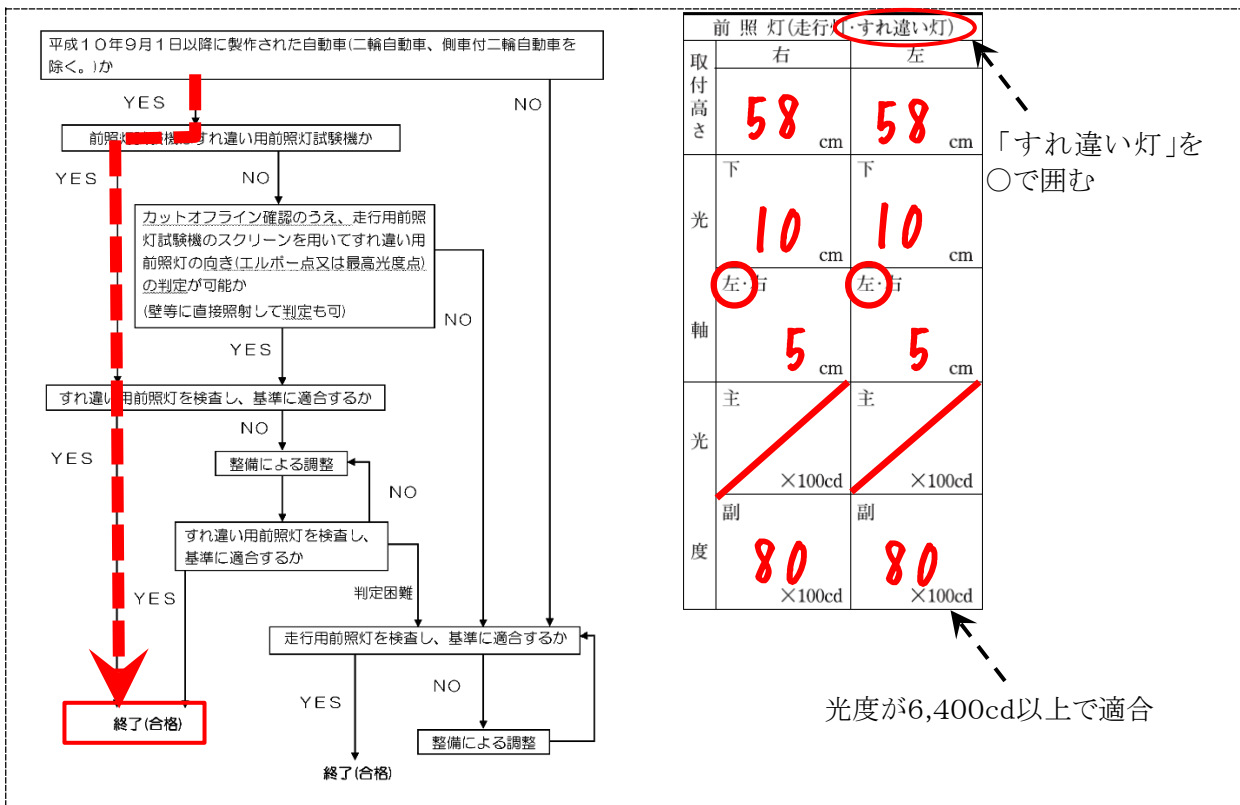 平成10年9月1日以降に製作された自動車(二輪自動車、側車付二輪自動車を
除く。)か
YES
NO
前照灯試験機はすれ違い用前照灯試験機か
YES
NO
カットオフライン確認のうえ、走行用前照
灯試験機のスクリーンを用いてすれ違い用
前照灯の向き(エルボー点又は最高光度点)
の判定が可能か
(壁等に直接照射して判定も可)
NO
YES
すれ違い用前照灯を検査し、基準に適合するか
NO
YES
整備による調整
NO
すれ違い用前照灯を検査し、
基準に適合するか
YES
判定困難
走行用前照灯を検査し、基準に適合するか
YES
NO
終了(合格)
整備による調整
終了(合格)
前照灯(走行灯・すれ違い灯)
右 左
取付高さ
58 cm 58 cm
光軸
下 下
10 cm 10 cm
左・右 左・右
5 cm 5 cm
光度
主 主
×100cd ×100cd
副 副
80 80
×100cd ×100cd
「すれ違い灯」を
○で囲む
光度が6,400cd以上で適合